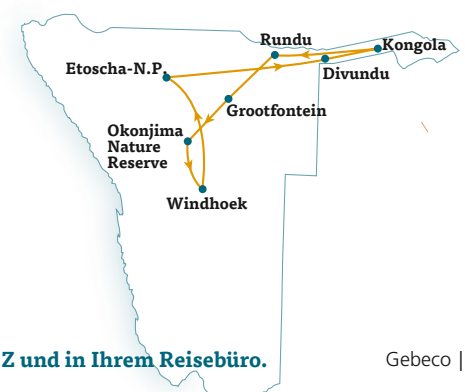 Rundu
Kongola
Etoscha-N.P.
Divundu
Grootfontein
Okonjima
Nature
Reserve
Windhoek
Z und in Ihrem Reisebüro.
Gebeco |